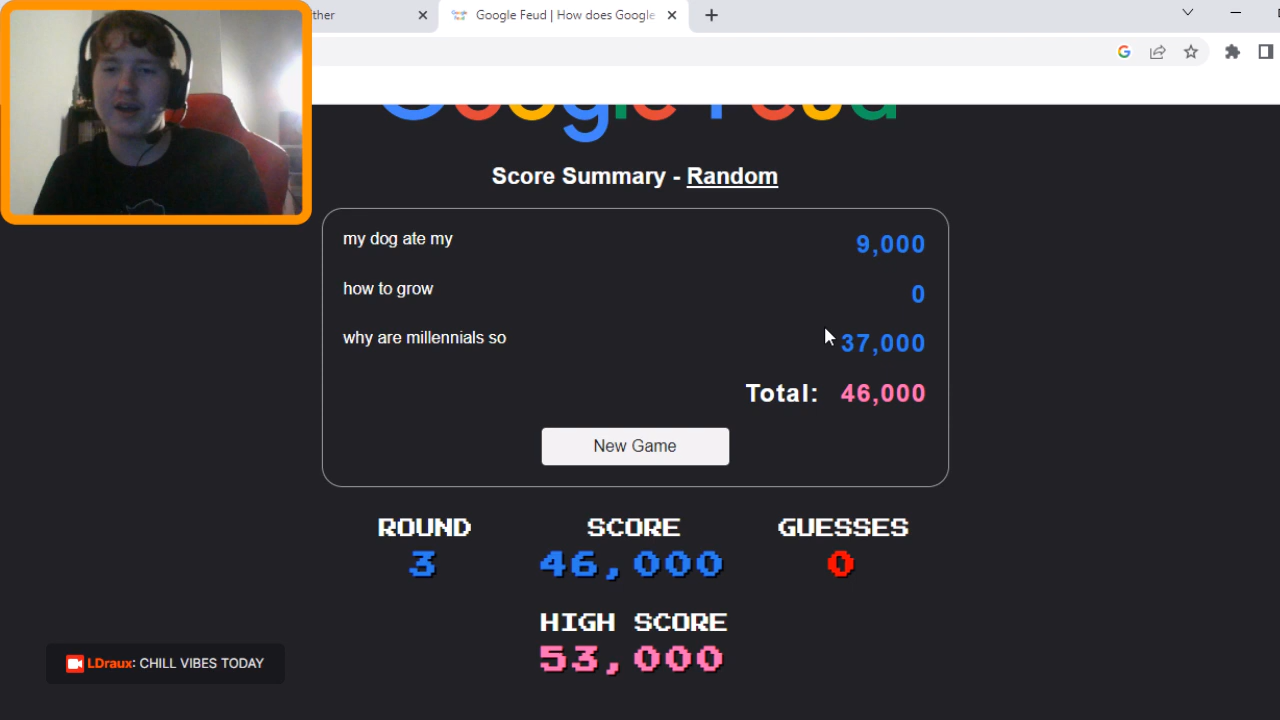 ther
Google Feud | How does Google
Google Feud
Score Summary - Random
my dog ate my 9,000
how to grow 0
why are millennials so 37,000
Total: 46,000
New Game
ROUND SCORE GUESSES
3 46,000 0
HIGH SCORE
53,000
LDraux: CHILL VIBES TODAY